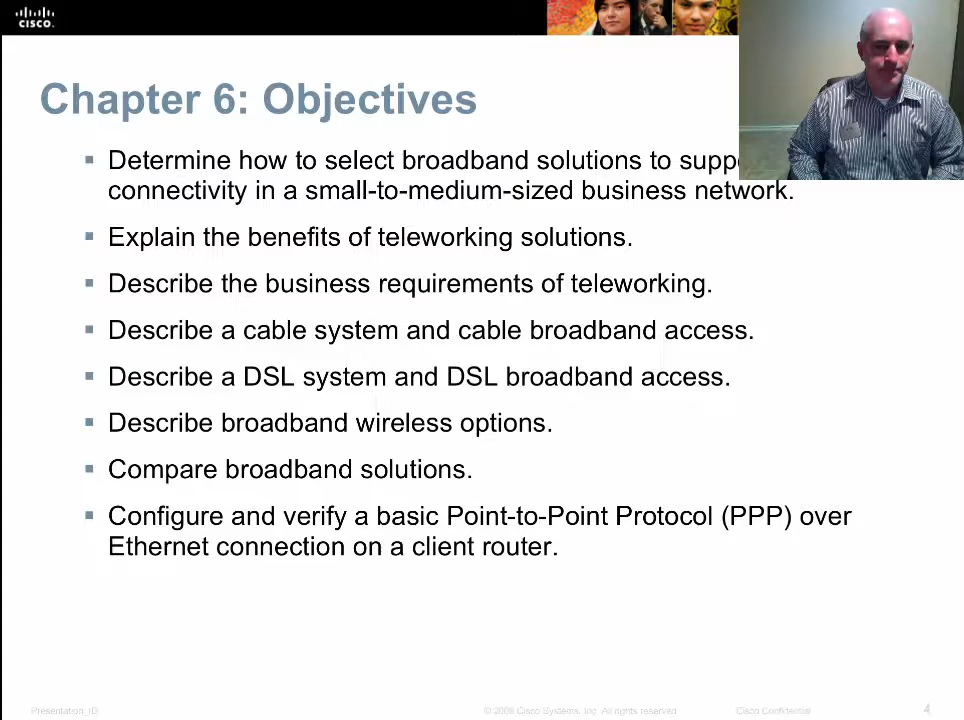 CISCO
Chapter 6: Objectives
Determine how to select broadband solutions to supp
connectivity in a small-to-medium-sized business network.
Explain the benefits of teleworking solutions.
Describe the business requirements of teleworking.
Describe a cable system and cable broadband access.
Describe a DSL system and DSL broadband access.
Describe broadband wireless options.
Compare broadband solutions.
Configure and verify a basic Point-to-Point Protocol (PPP) over
Ethernet connection on a client router.
Presentation_ID © 2008 Cisco Systems, Inc. All rights reserved. Cisco Confidential 4